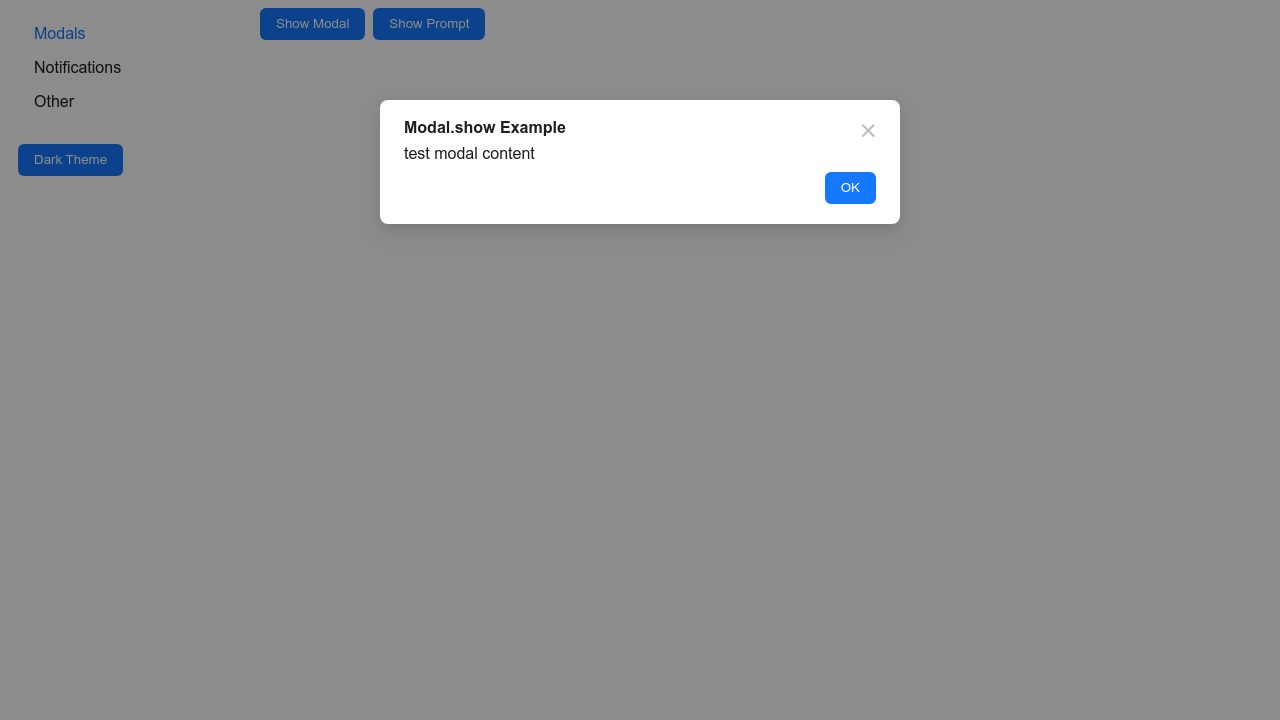 Modals
Notifications
Other
Dark Theme
Show Modal Show Prompt
Modal.show Example
test modal content
OK